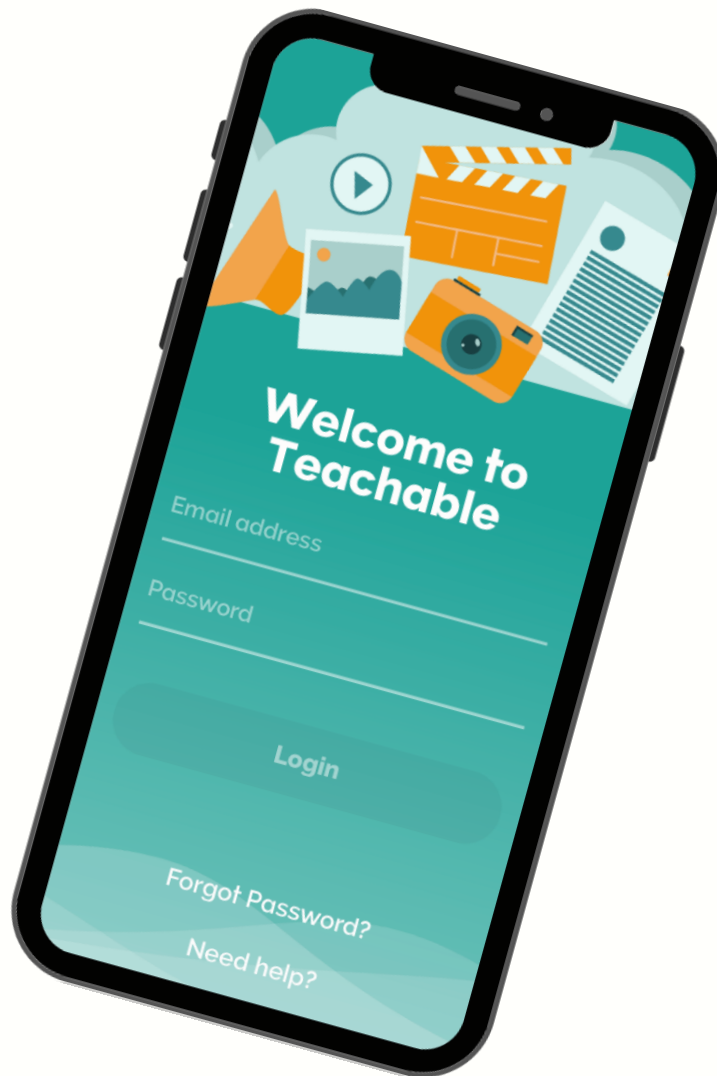 Welcome to
Teachable
Email address
Password
Login
Forgot Password?
Need help?